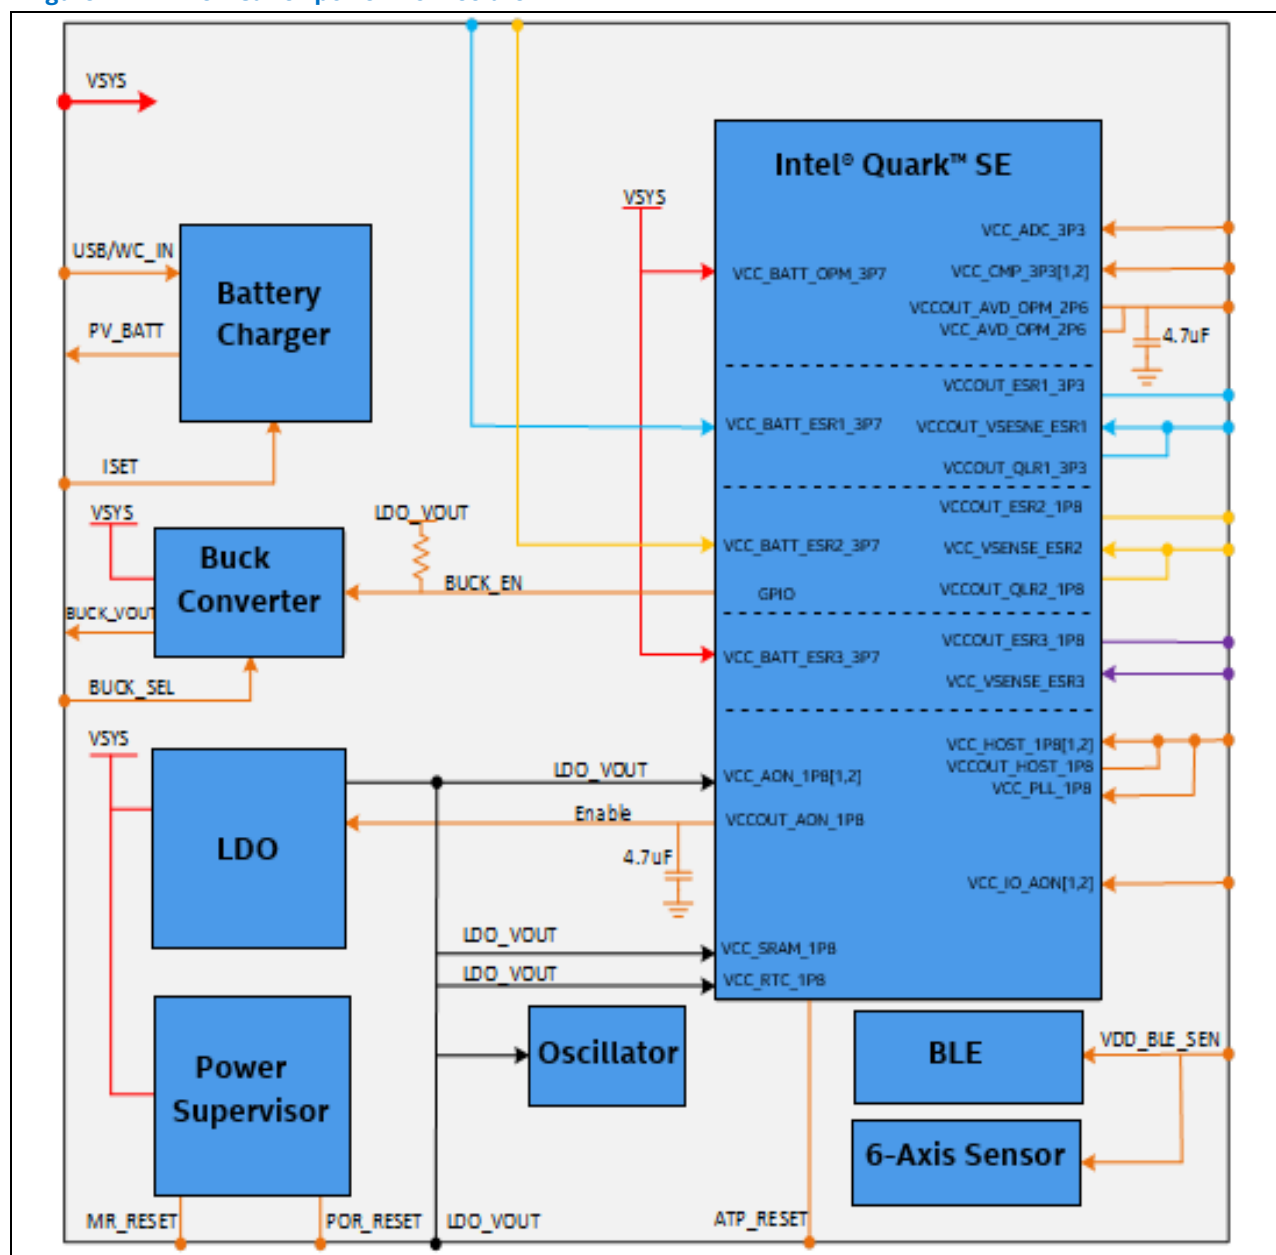 VSYS
Intel® Quark™ SE
VSYS
VCC_ADC_3P3
USB/WC_IN
VCC_BATT_OPM_3P7
VCC_CMP_3P3[1,2]
Battery
Charger
VCCOUT_AVD_OPM_2P6
VCC_AVD_OPM_2P6
PV_BATT
4.7uF
VCCOUT_ESR1_3P3
VCC_BATT_ESR1_3P7
VCCOUT_VSESNE_ESR1
ISET
VCCOUT_QLR1_3P3
VSYS
LDO_VOUT
VCCOUT_ESR2_1P8
Buck
Converter
VCC_BATT_ESR2_3P7
VCC_VSENSE_ESR2
BUCK_EN
GPIO
VCCOUT_QLR2_1P8
BUCK_VOUT
VCCOUT_ESR3_1P8
VCC_BATT_ESR3_3P7
BUCK_SEL
VCC_VSENSE_ESR3
VSYS
VCC_HOST_1P8[1,2]
VCCOUT_HOST_1P8
LDO_VOUT
VCC_AON_1P8[1,2]
VCC_PLL_1P8
Enable
VCCOUT_AON_1P8
LDO
4.7uF
VCC_IO_AON[1,2]
LDO_VOUT
VCC_SRAM_1P8
LDO_VOUT
VCC_RTC_1P8
Power
Supervisor
Oscillator
BLE
VDD_BLE_SEN
6-Axis Sensor
MR_RESET
POR_RESET
LDO_VOUT
ATP_RESET